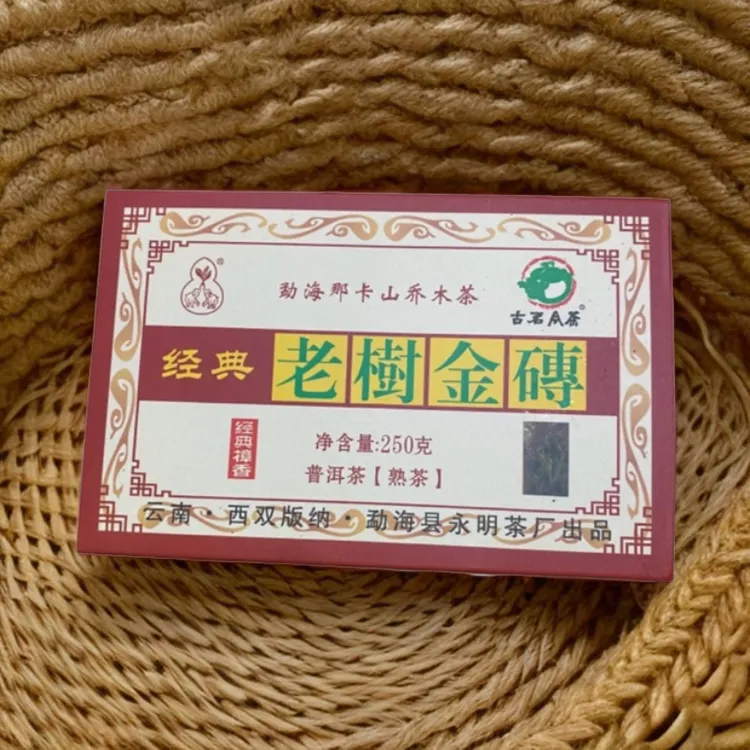 勐海那卡山乔木茶
®
古茗众茶®
经典 老樹金磚
经典樟香
净含量:250克
普洱茶【熟茶】
云南·西双版纳·勐海县永明茶厂出品